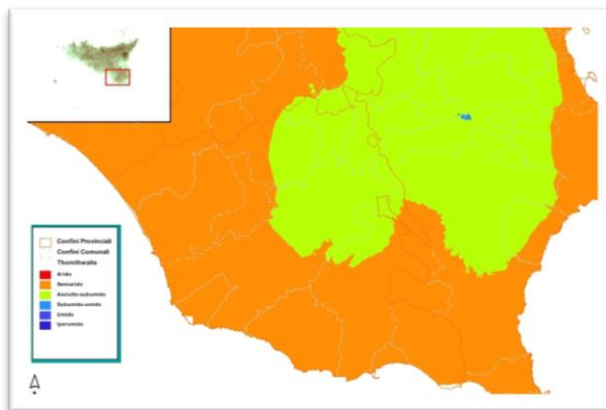 Confini Provinciali
Confini Comunali
Thornthwaite
Arido
Semiarido
Asciutto-subumido
Subumido-umido
Umido
Iperumido